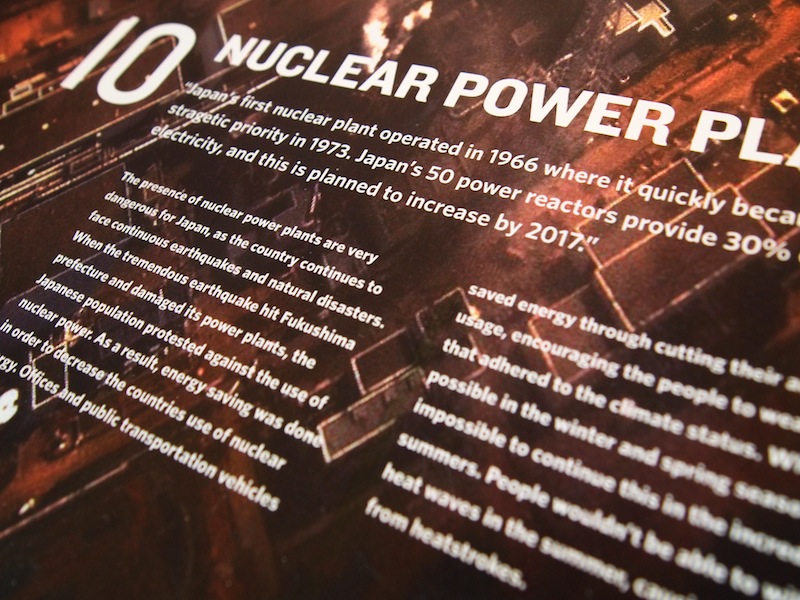 10 NUCLEAR POWER PLA
"Japan's first nuclear plant operated in 1966 where it quickly becam
stragetic priority in 1973. Japan's 50 power reactors provide 30%
electricity, and this is planned to increase by 2017."
The presence of nuclear power plants are very
dangerous for Japan, as the country continues to
face continuous earthquakes and natural disasters.
When the tremendous earthquake hit Fukushima
prefecture and damaged its power plants, the
Japanese population protested against the use of
nuclear power. As a result, energy saving was done
in order to decrease the countries use of nuclear
rgy. Offices and public transportation vehicles
saved energy through cutting their a
usage, encouraging the people to wea
that adhered to the climate status. Wh
possible in the winter and spring season
impossible to continue this in the incred
summers. People wouldn't be able to wi
heat waves in the summer,
from heatstrokes.